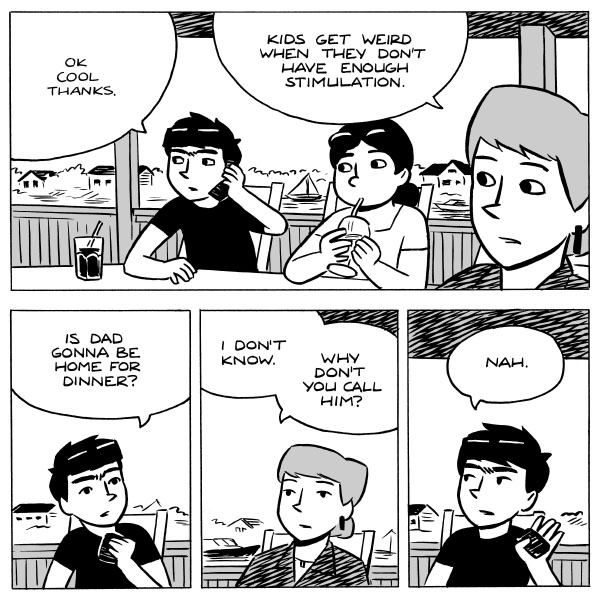 OK
COOL
THANKS.
KIDS GET WEIRD
WHEN THEY DON'T
HAVE ENOUGH
STIMULATION.
IS DAD
GONNA BE
HOME FOR
DINNER?
I DON'T
KNOW.
WHY
DON'T
YOU CALL
HIM?
NAH.